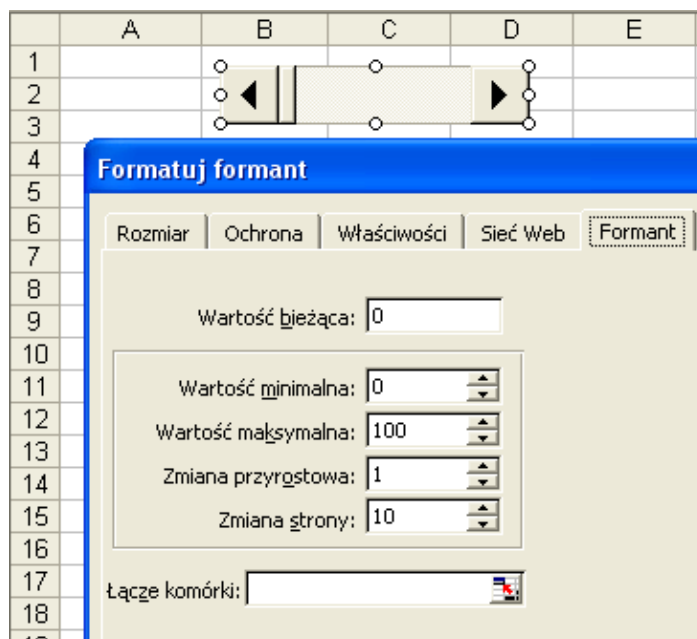 A B C D E
1
2
3
4
Formatuj formant
5
6
Rozmiar Ochrona Właściwości Sieć Web Formant
7
8
9
Wartość bieżąca: 0
10
11
Wartość minimalna: 0
12
Wartość maksymalna: 100
13
14
Zmiana przyrostowa: 1
15
Zmiana strony: 10
16
17
Łącze komórki:
18